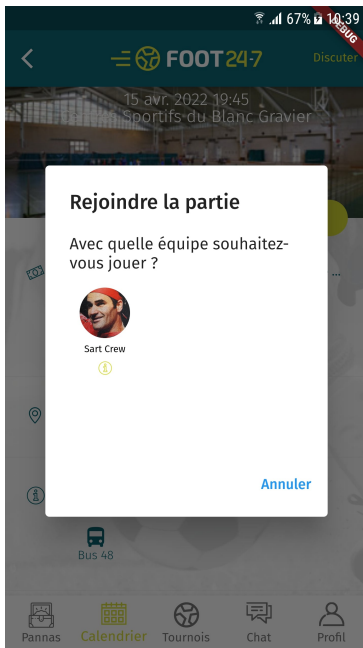 67% 10:39
DEBUG
FOOT24·7
Discuter
15 avr. 2022 19:45
Sportifs du Blanc Gravier
Rejoindre la partie
Avec quelle équipe souhaitez-
vous jouer ?
Sart Crew
...
Annuler
Bus 48
Pannas
Calendrier
Tournois
Chat
Profil